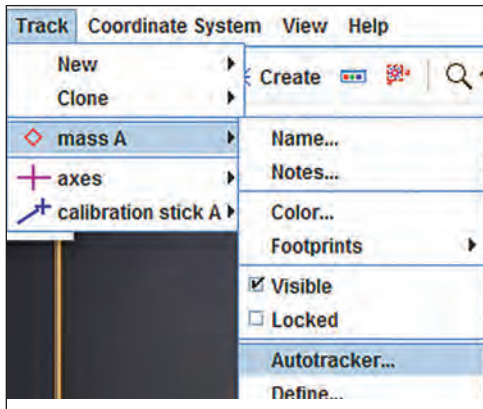 Track Coordinate System View Help
New
Clone
Create
mass A
axes
calibration stick A
Name...
Notes...
Color...
Footprints
Visible
Locked
Autotracker...
Define...